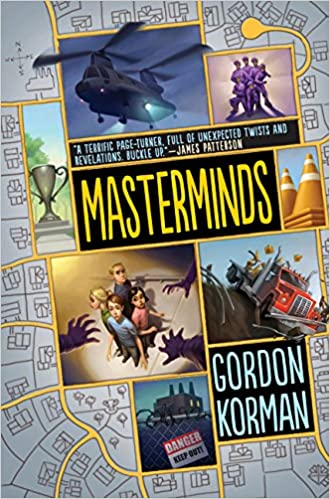 "A TERRIFIC PAGE-TURNER, FULL OF UNEXPECTED TWISTS AND
REVELATIONS. BUCKLE UP."—JAMES PATTERSON
MASTERMINDS
GORDON
KORMAN
DANGER
KEEP OUT!